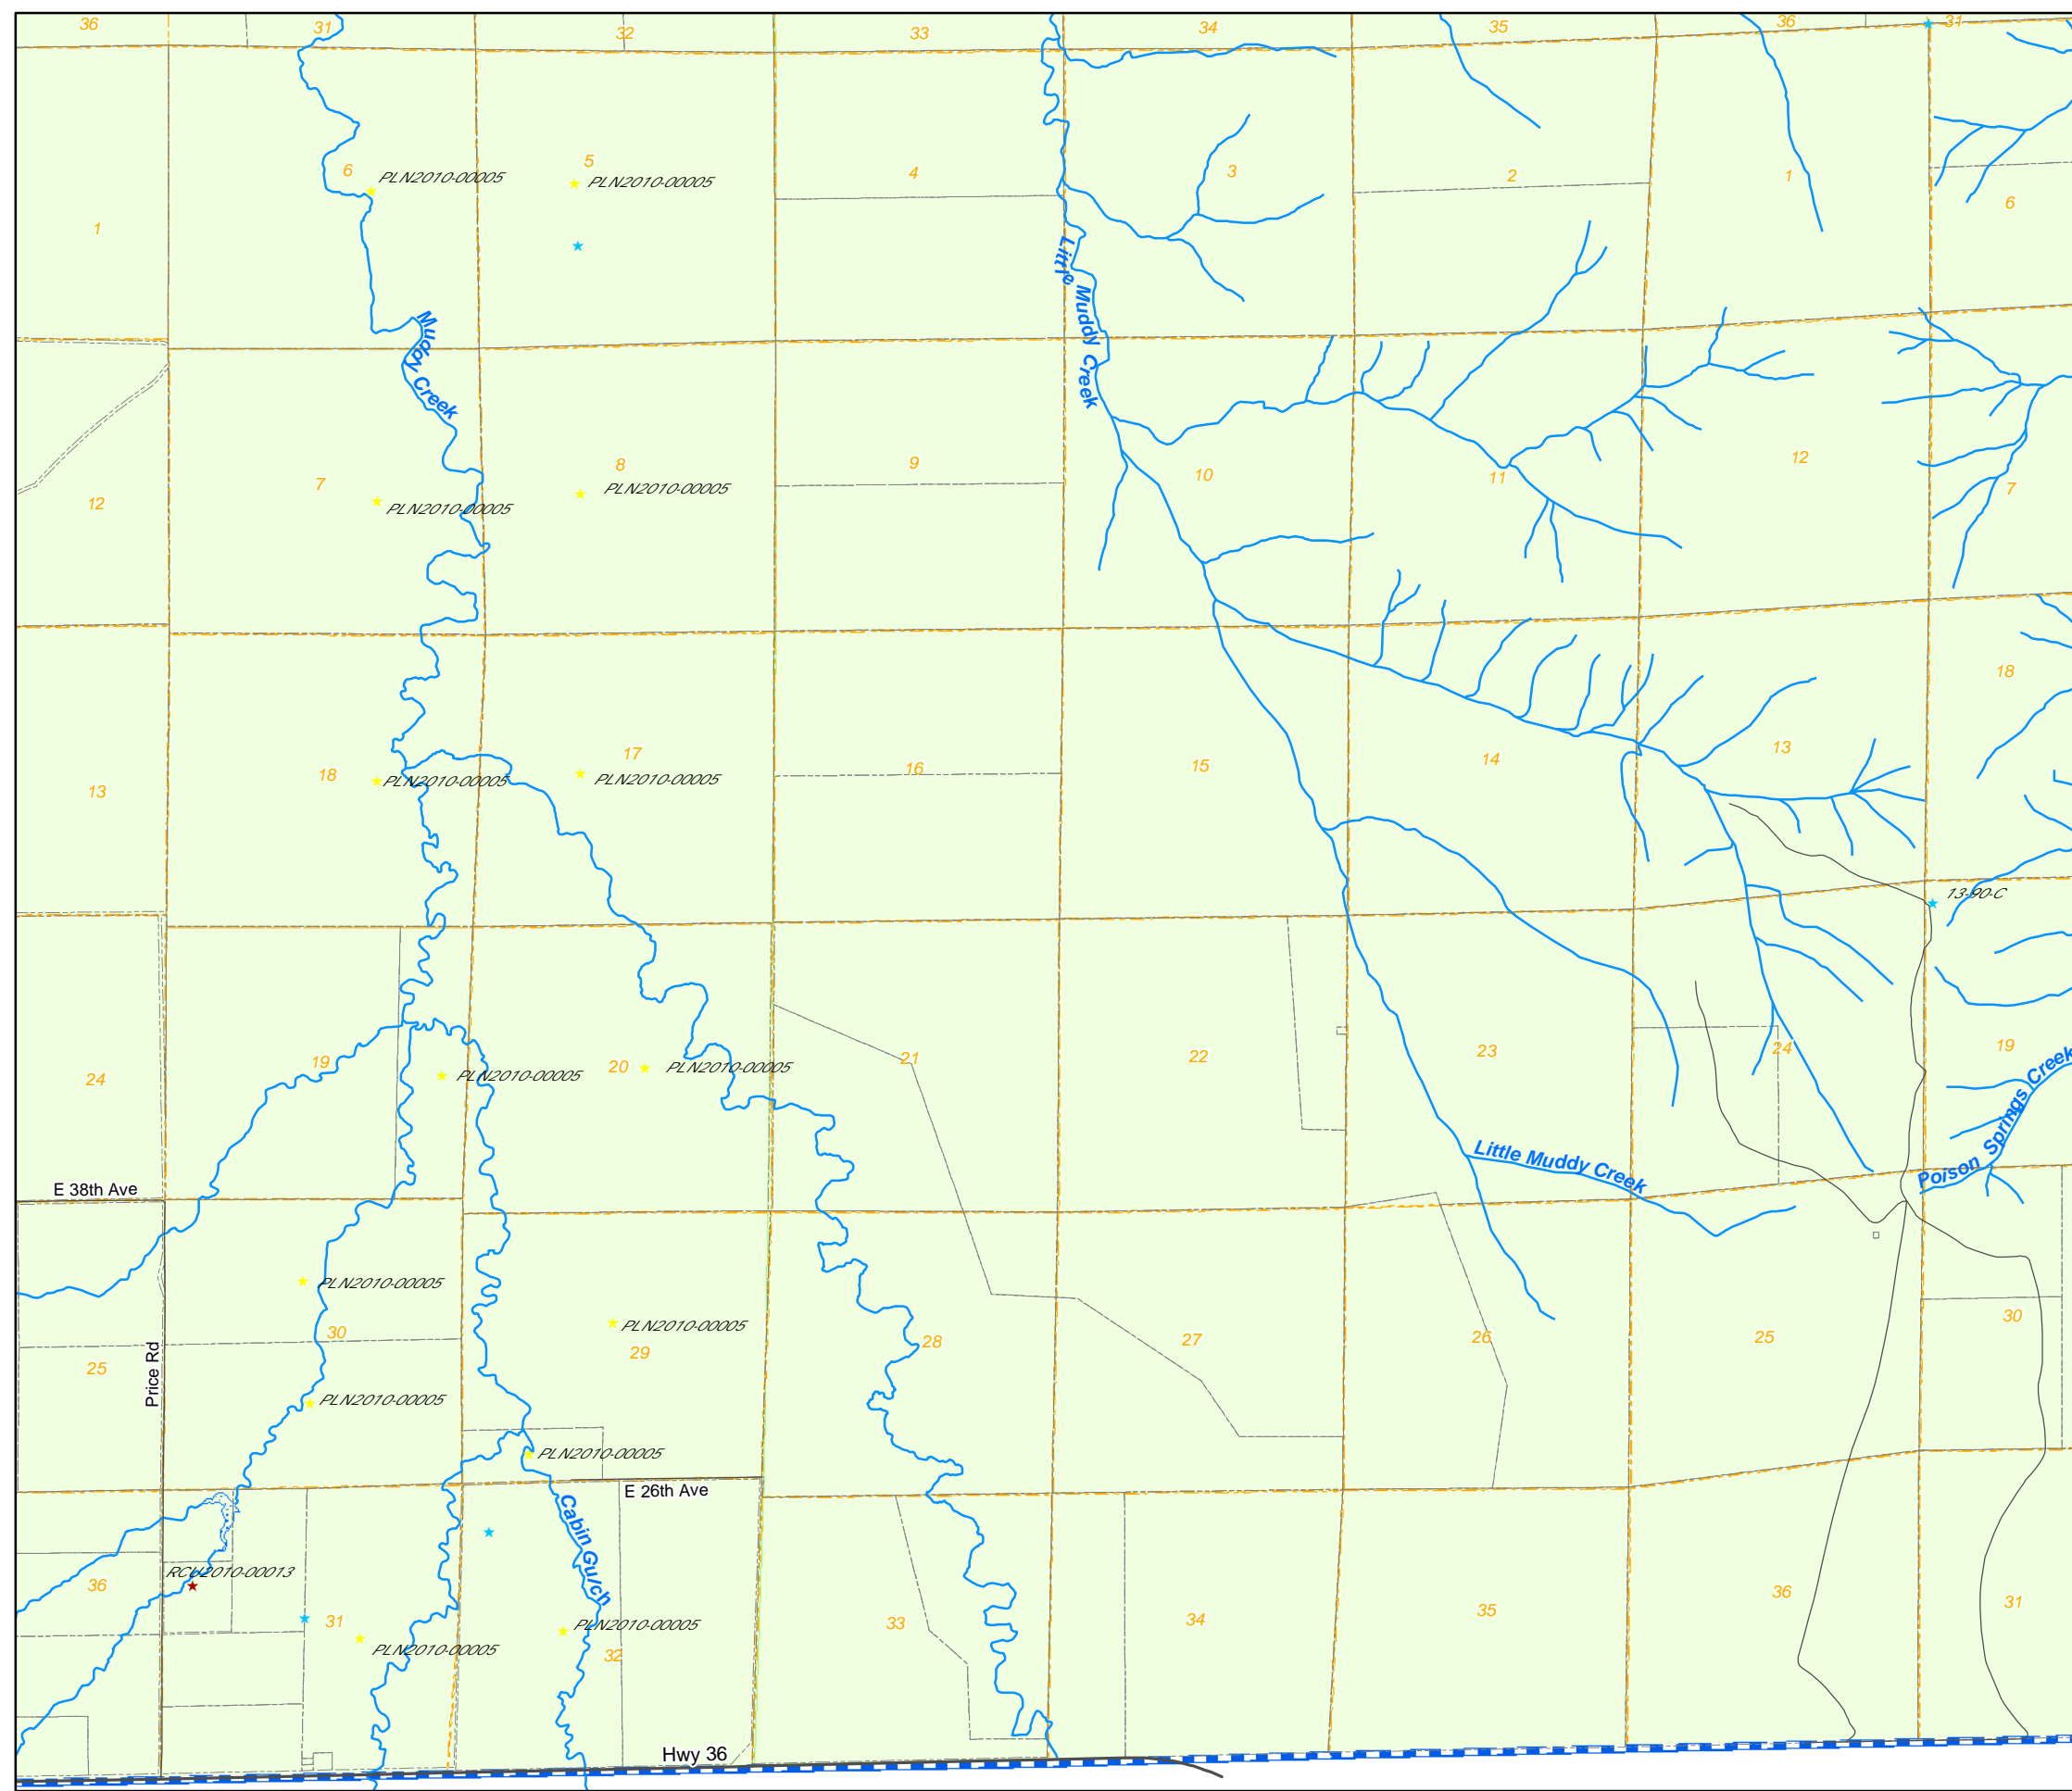 36 31 32 33 34 35 36 31
6 PLN2010-00005 5 PLN2010-00005 4 3 2 1 6
1
Little Muddy Creek
Muddy Creek
12 7 PLN2010-00005 8 PLN2010-00005 9 10 11 12 7
13 18 PLN2010-00005 17 PLN2010-00005 16 15 14 13 18
13-90-C
24 19 PLN2010-00005 20 PLN2010-00005 21 22 23 24 19
Poison Springs Creek
Little Muddy Creek
E 38th Ave
PLN2010-00005
25 30 PLN2010-00005 29 28 27 26 25 30
Price Rd
PLN2010-00005
PLN2010-00005
E 26th Ave
Cabin Gulch
RCU2010-00013
36 31 PLN2010-00005 32 PLN2010-00005 33 34 35 36 31
Hwy 36